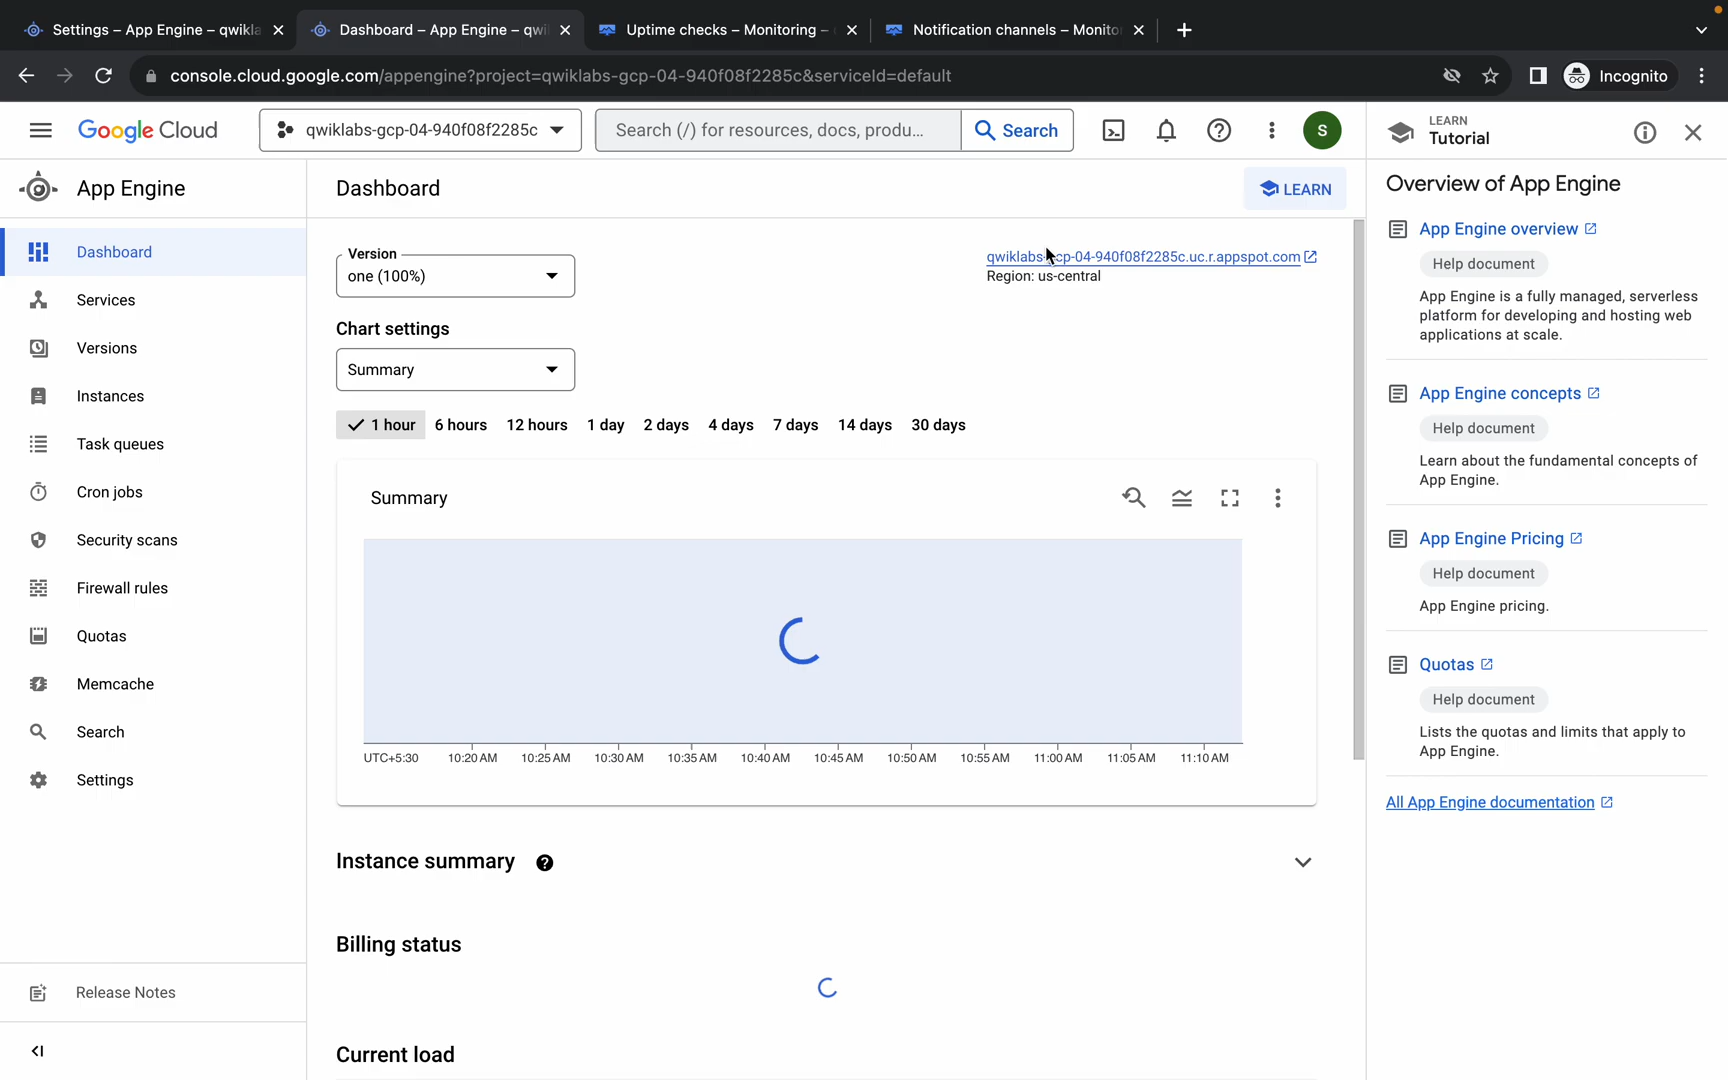 Settings – App Engine – qwikla
Dashboard – App Engine – qwi
Uptime checks – Monitoring –
Notification channels – Monito
console.cloud.google.com/appengine?project=qwiklabs-gcp-04-940f08f2285c&serviceId=default
Incognito
Google Cloud
qwiklabs-gcp-04-940f08f2285c
Search (/) for resources, docs, produ...
Search
S
LEARN
Tutorial
App Engine
Dashboard
LEARN
Overview of App Engine
Dashboard
Services
Versions
Instances
Task queues
Cron jobs
Security scans
Firewall rules
Quotas
Memcache
Search
Settings
Release Notes
Version
one (100%)
qwiklabs-gcp-04-940f08f2285c.uc.r.appspot.com
Region: us-central
Chart settings
Summary
1 hour 6 hours 12 hours 1 day 2 days 4 days 7 days 14 days 30 days
Summary
UTC+5:30 10:20 AM 10:25 AM 10:30 AM 10:35 AM 10:40 AM 10:45 AM 10:50 AM 10:55 AM 11:00 AM 11:05 AM 11:10 AM
Instance summary ?
Billing status
Current load
App Engine overview
Help document
App Engine is a fully managed, serverless
platform for developing and hosting web
applications at scale.
App Engine concepts
Help document
Learn about the fundamental concepts of
App Engine.
App Engine Pricing
Help document
App Engine pricing.
Quotas
Help document
Lists the quotas and limits that apply to
App Engine.
All App Engine documentation